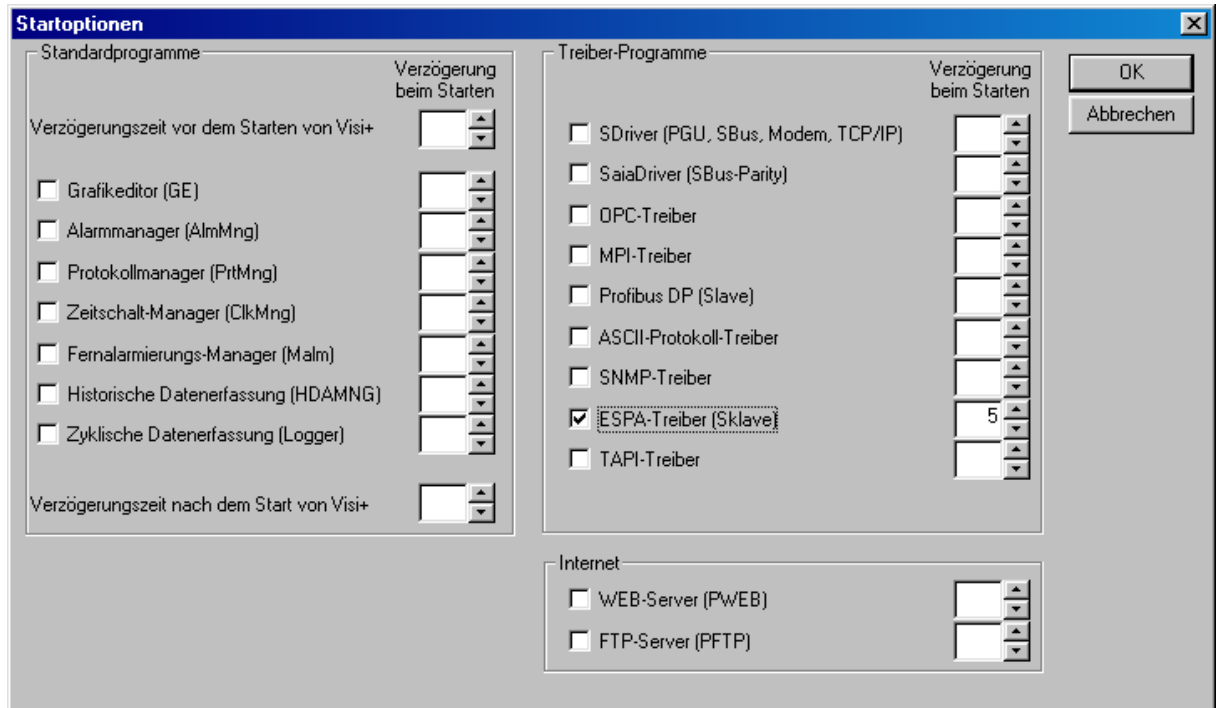 Startoptionen
Standardprogramme
Verzögerung
beim Starten
Verzögerungszeit vor dem Starten von Visi+
Grafikeditor (GE)
Alarmmanager (AlmMng)
Protokollmanager (PrtMng)
Zeitschalt-Manager (ClkMng)
Fernalarmierungs-Manager (Malm)
Historische Datenerfassung (HDAMNG)
Zyklische Datenerfassung (Logger)
Verzögerungszeit nach dem Start von Visi+
Treiber-Programme
Verzögerung
beim Starten
SDriver (PGU, SBus, Modem, TCP/IP)
SaiaDriver (SBus-Parity)
OPC-Treiber
MPI-Treiber
Profibus DP (Slave)
ASCII-Protokoll-Treiber
SNMP-Treiber
ESPA-Treiber (Sklave) 5
TAPI-Treiber
Internet
WEB-Server (PWEB)
FTP-Server (PFTP)
OK
Abbrechen